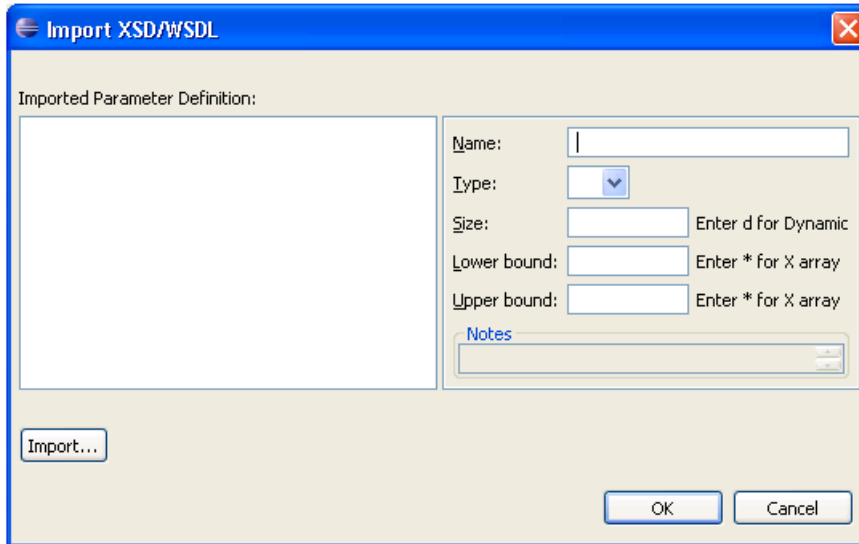 Import XSD/WSDL
Imported Parameter Definition:
Name:
Type:
Size:
Enter d for Dynamic
Lower bound:
Enter * for X array
Upper bound:
Enter * for X array
Notes
Import...
OK
Cancel